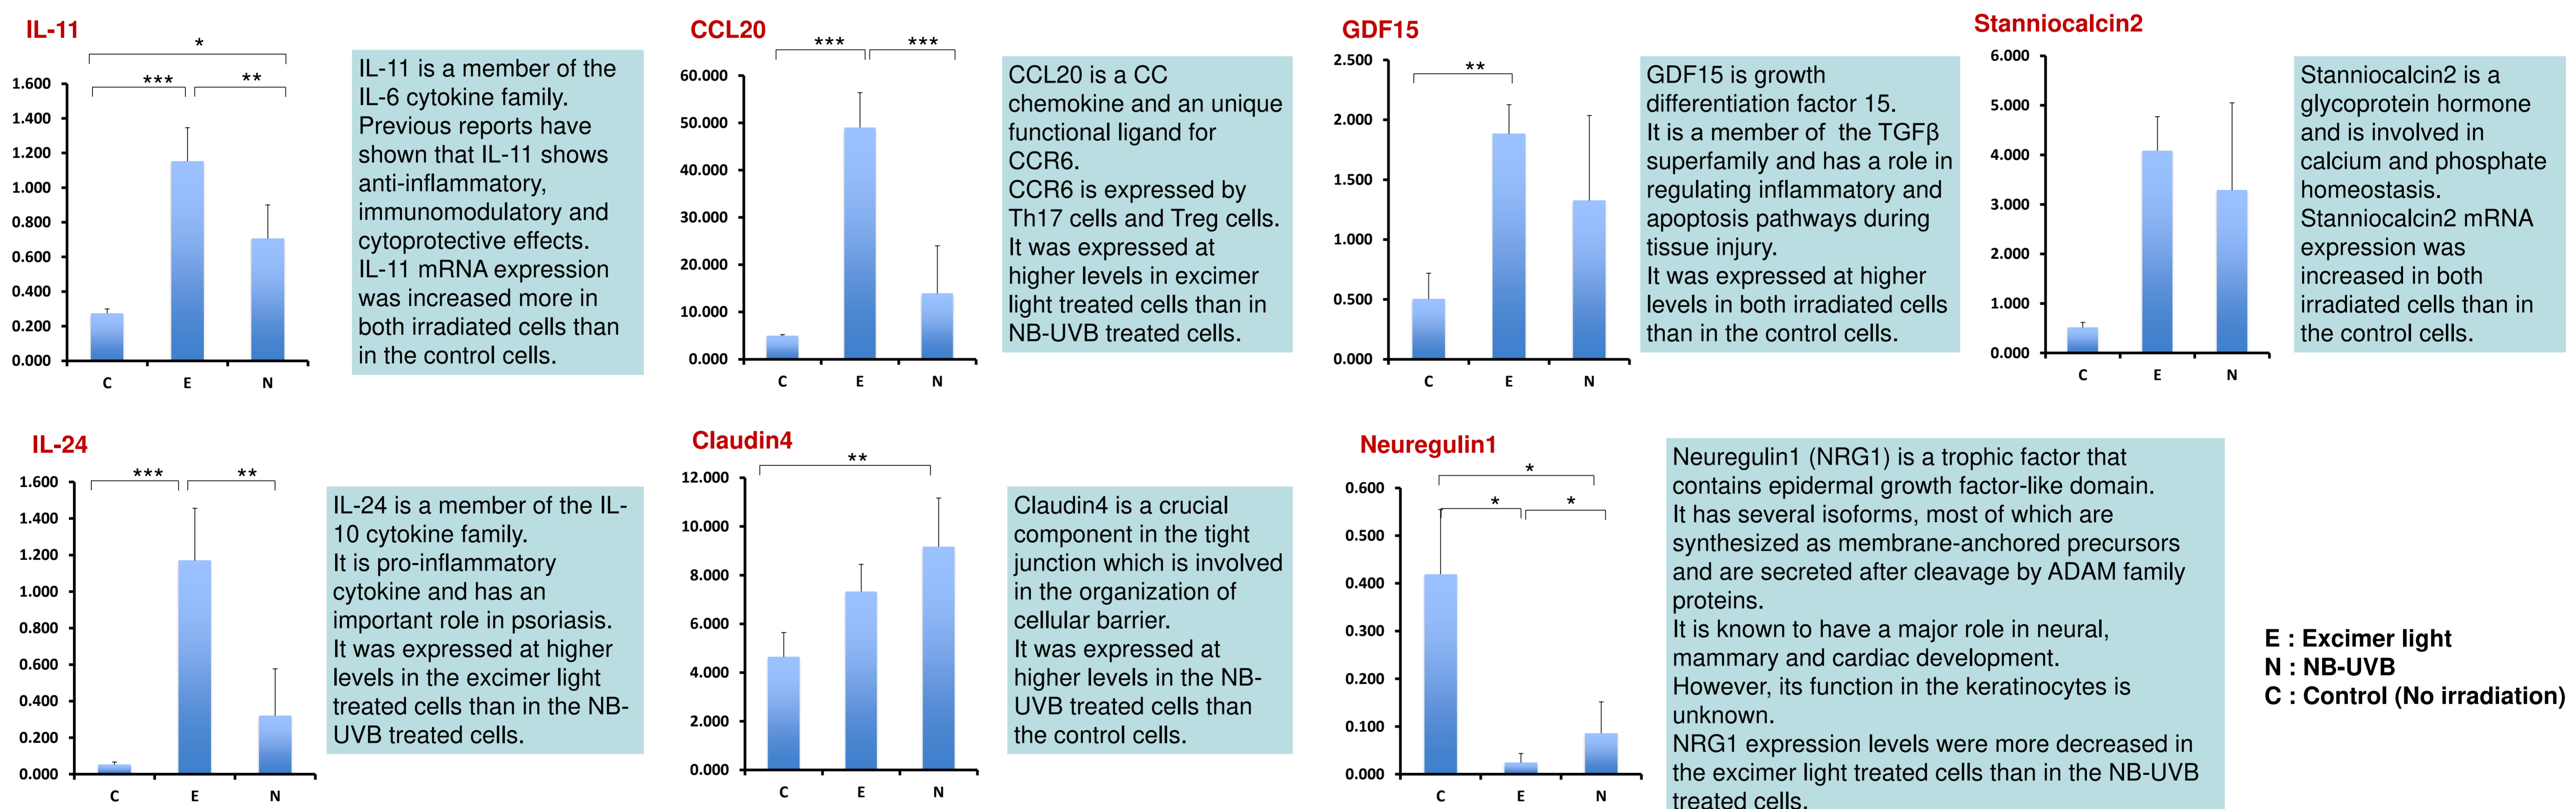 IL-11
*
***
**
1.600
1.400
1.200
1.000
0.800
0.600
0.400
0.200
0.000
C
E
N
IL-11 is a member of the
IL-6 cytokine family.
Previous reports have
shown that IL-11 shows
anti-inflammatory,
immunomodulatory and
cytoprotective effects.
IL-11 mRNA expression
was increased more in
both irradiated cells than
in the control cells.
CCL20
***
***
60.000
50.000
40.000
30.000
20.000
10.000
0.000
C
E
N
CCL20 is a CC
chemokine and an unique
functional ligand for
CCR6.
CCR6 is expressed by
Th17 cells and Treg cells.
It was expressed at
higher levels in excimer
light treated cells than in
NB-UVB treated cells.
GDF15
**
2.500
2.000
1.500
1.000
0.500
0.000
C
E
N
GDF15 is growth
differentiation factor 15.
It is a member of  the TGFβ
superfamily and has a role in
regulating inflammatory and
apoptosis pathways during
tissue injury.
It was expressed at higher
levels in both irradiated cells
than in the control cells.
Stanniocalcin2
6.000
5.000
4.000
3.000
2.000
1.000
0.000
C
E
N
Stanniocalcin2 is a
glycoprotein hormone
and is involved in
calcium and phosphate
homeostasis.
Stanniocalcin2 mRNA
expression was
increased in both
irradiated cells than in
the control cells.
IL-24
***
**
1.600
1.400
1.200
1.000
0.800
0.600
0.400
0.200
0.000
C
E
N
IL-24 is a member of the IL-
10 cytokine family.
It is pro-inflammatory
cytokine and has an
important role in psoriasis.
It was expressed at higher
levels in the excimer light
treated cells than in the NB-
UVB treated cells.
Claudin4
**
12.000
10.000
8.000
6.000
4.000
2.000
0.000
C
E
N
Claudin4 is a crucial
component in the tight
junction which is involved
in the organization of
cellular barrier.
It was expressed at
higher levels in the NB-
UVB treated cells than
the control cells.
Neuregulin1
*
*
*
0.600
0.500
0.400
0.300
0.200
0.100
0.000
C
E
N
Neuregulin1 (NRG1) is a trophic factor that
contains epidermal growth factor-like domain.
It has several isoforms, most of which are
synthesized as membrane-anchored precursors
and are secreted after cleavage by ADAM family
proteins.
It is known to have a major role in neural,
mammary and cardiac development.
However, its function in the keratinocytes is
unknown.
NRG1 expression levels were more decreased in
the excimer light treated cells than in the NB-UVB
treated cells.
E : Excimer light
N : NB-UVB
C : Control (No irradiation)